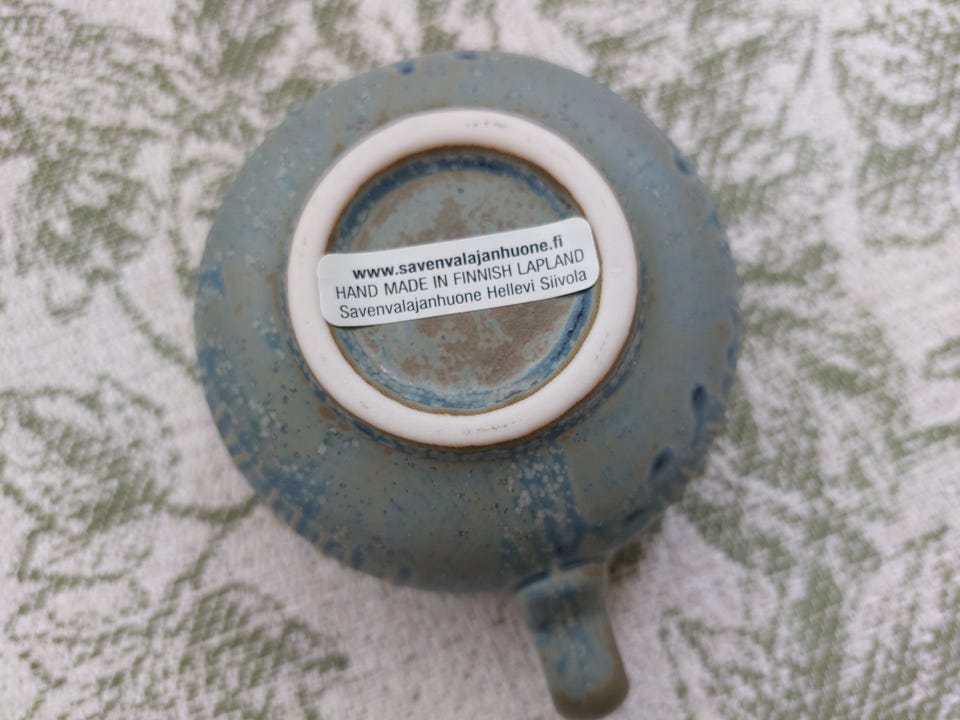 www.savenvalajanhuone.fi
HAND MADE IN FINNISH LAPLAND
Savenvalajanhuone Hellevi Siivola